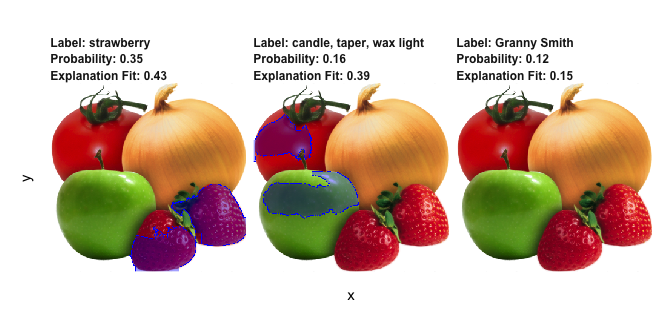 Label: strawberry
Probability: 0.35
Explanation Fit: 0.43
Label: candle, taper, wax light
Probability: 0.16
Explanation Fit: 0.39
Label: Granny Smith
Probability: 0.12
Explanation Fit: 0.15
y
x